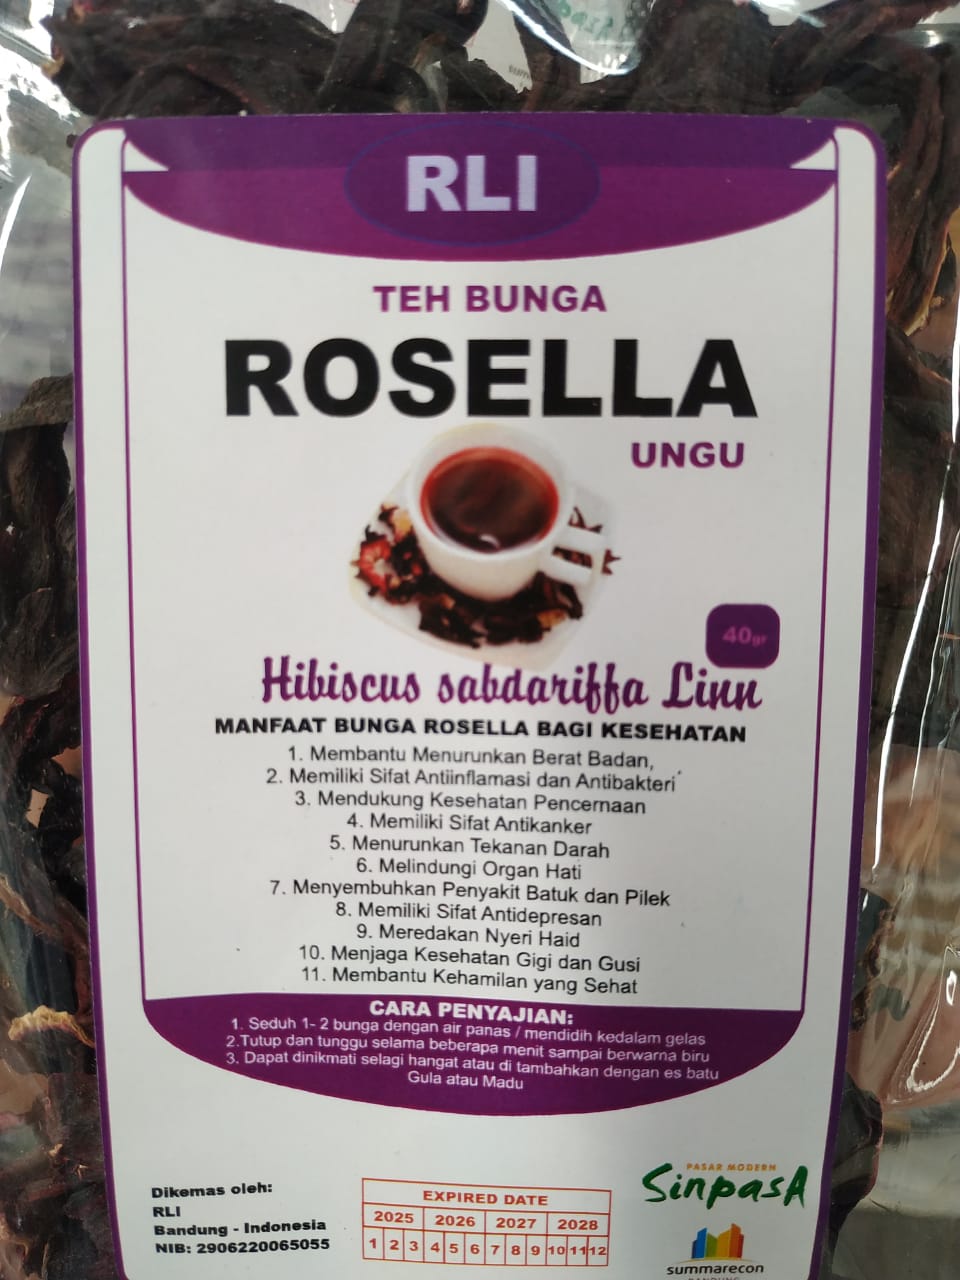 RLI
TEH BUNGA
ROSELLA
UNGU
40gr
Hibiscus sabdariffa Linn
MANFAAT BUNGA ROSELLA BAGI KESEHATAN
1. Membantu Menurunkan Berat Badan,
2. Memiliki Sifat Antiinflamasi dan Antibakteri
3. Mendukung Kesehatan Pencernaan
4. Memiliki Sifat Antikanker
5. Menurunkan Tekanan Darah
6. Melindungi Organ Hati
7. Menyembuhkan Penyakit Batuk dan Pilek
8. Memiliki Sifat Antidepresan
9. Meredakan Nyeri Haid
10. Menjaga Kesehatan Gigi dan Gusi
11. Membantu Kehamilan yang Sehat
CARA PENYAJIAN:
1. Seduh 1- 2 bunga dengan air panas / mendidih kedalam gelas
2.Tutup dan tunggu selama beberapa menit sampai berwarna biru
3. Dapat dinikmati selagi hangat atau di tambahkan dengan es batu
Gula atau Madu
Dikemas oleh:
RLI
Bandung - Indonesia
NIB: 2906220065055
EXPIRED DATE
2025 2026 2027 2028
1 2 3 4 5 6 7 8 9 10 11 12
PASAR MODERN
SinpasA
summarecon
BANDUNG